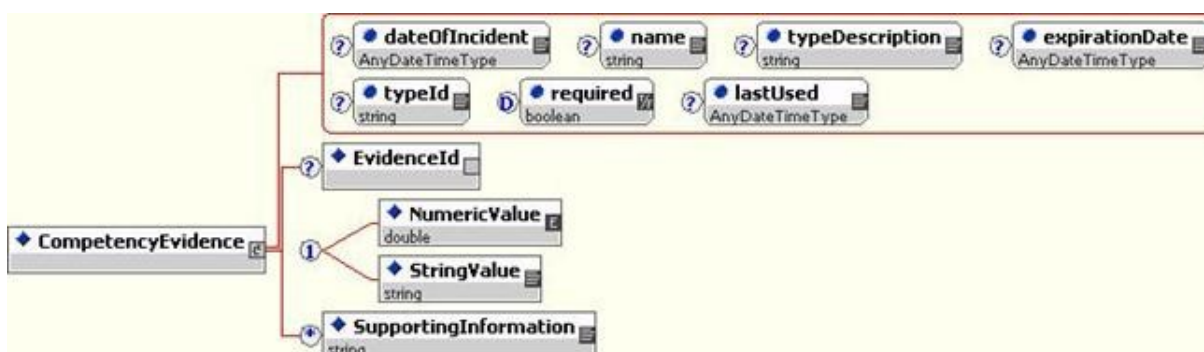 ? dateOfIncident ? name ? typeDescription ? expirationDate
AnyDateTimeType string string AnyDateTimeType
? typeId D required ? lastUsed
string boolean AnyDateTimeType
? EvidenceId
NumericValue E
double
CompetencyEvidence c
1
StringValue
string
* SupportingInformation
string